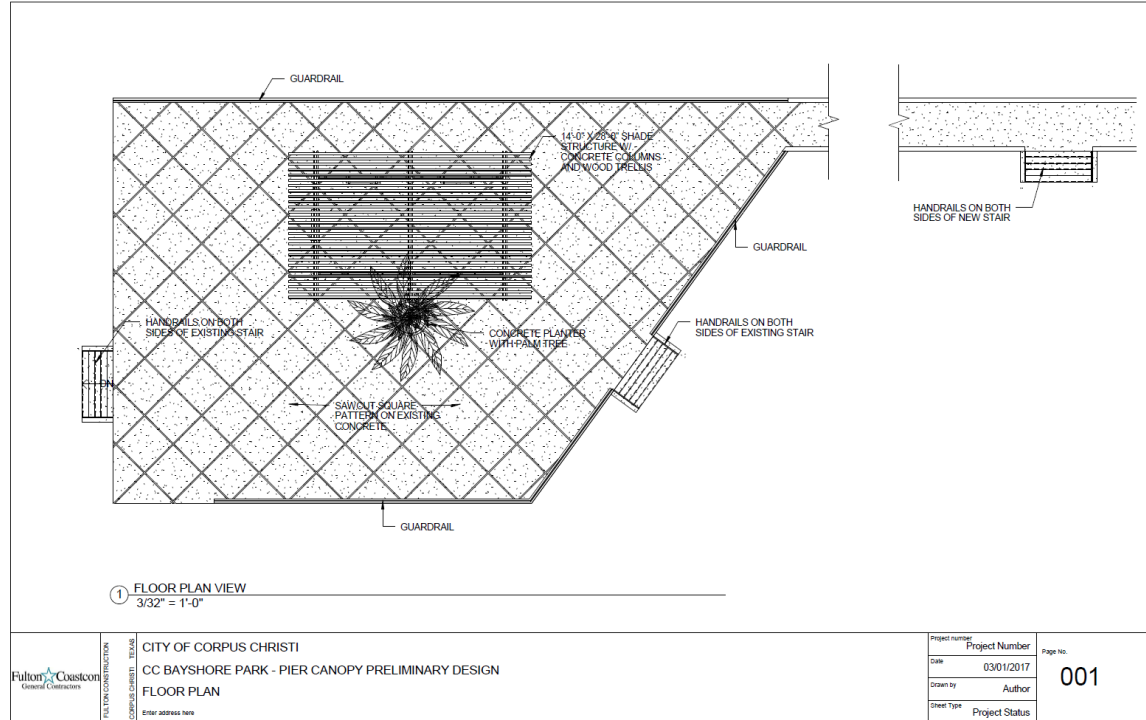 GUARDRAIL
14'-0" X 28'-6" SHADE
STRUCTURE W/
CONCRETE COLUMNS
AND WOOD TRELLIS
HANDRAILS ON BOTH
SIDES OF NEW STAIR
GUARDRAIL
HANDRAILS ON BOTH
SIDES OF EXISTING STAIR
CONCRETE PLANTER
WITH PALM TREE
HANDRAILS ON BOTH
SIDES OF EXISTING STAIR
DN
SAWCUT SQUARE
PATTERN ON EXISTING
CONCRETE
GUARDRAIL
1
FLOOR PLAN VIEW
3/32" = 1'-0"
Fulton Coastcon
General Contractors
FULTON CONSTRUCTION
CORPUS CHRISTI TEXAS
CITY OF CORPUS CHRISTI
CC BAYSHORE PARK - PIER CANOPY PRELIMINARY DESIGN
FLOOR PLAN
Enter address here
Project number
Project Number
Date
03/01/2017
Drawn by
Author
Sheet Type
Project Status
Page No.
001